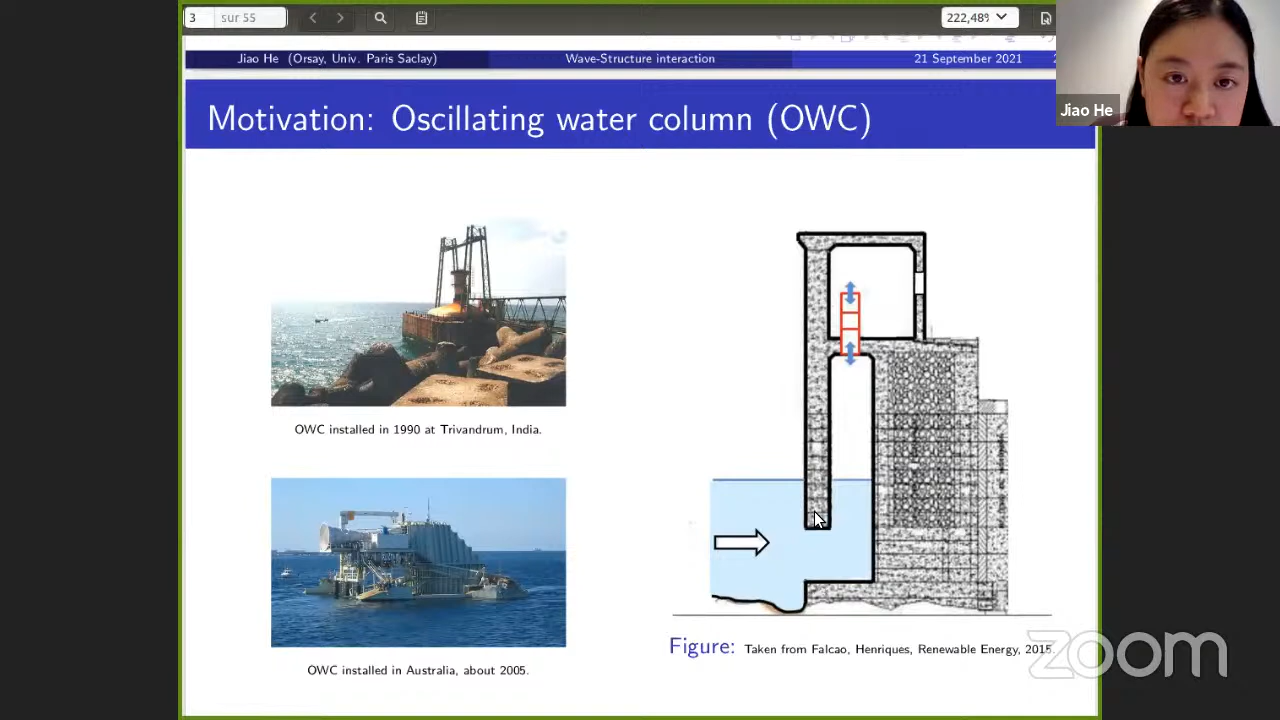 3 sur 55
222,48%
Jiao He (Orsay, Univ. Paris Saclay) Wave-Structure interaction 21 September 2021
Motivation: Oscillating water column (OWC)
Jiao He
OWC installed in 1990 at Trivandrum, India.
OWC installed in Australia, about 2005.
Figure: Taken from Falcao, Henriques, Renewable Energy, 2015.
zoom